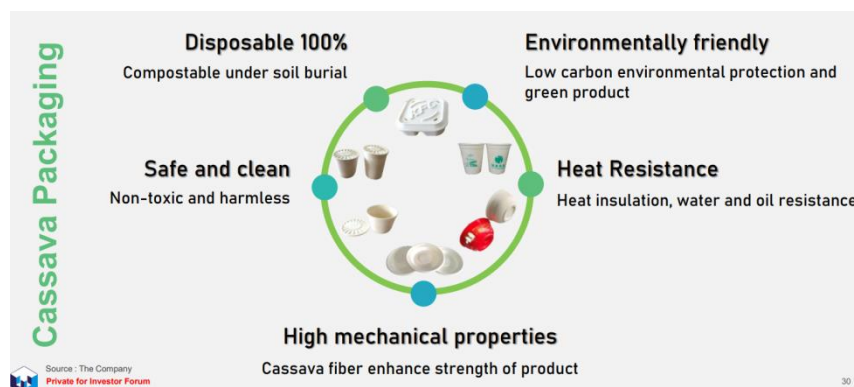 Cassava Packaging
Disposable 100%
Compostable under soil burial
Environmentally friendly
Low carbon environmental protection and
green product
Safe and clean
Non-toxic and harmless
Heat Resistance
Heat insulation, water and oil resistance
High mechanical properties
Cassava fiber enhance strength of product
Source : The Company
Private for Investor Forum
30